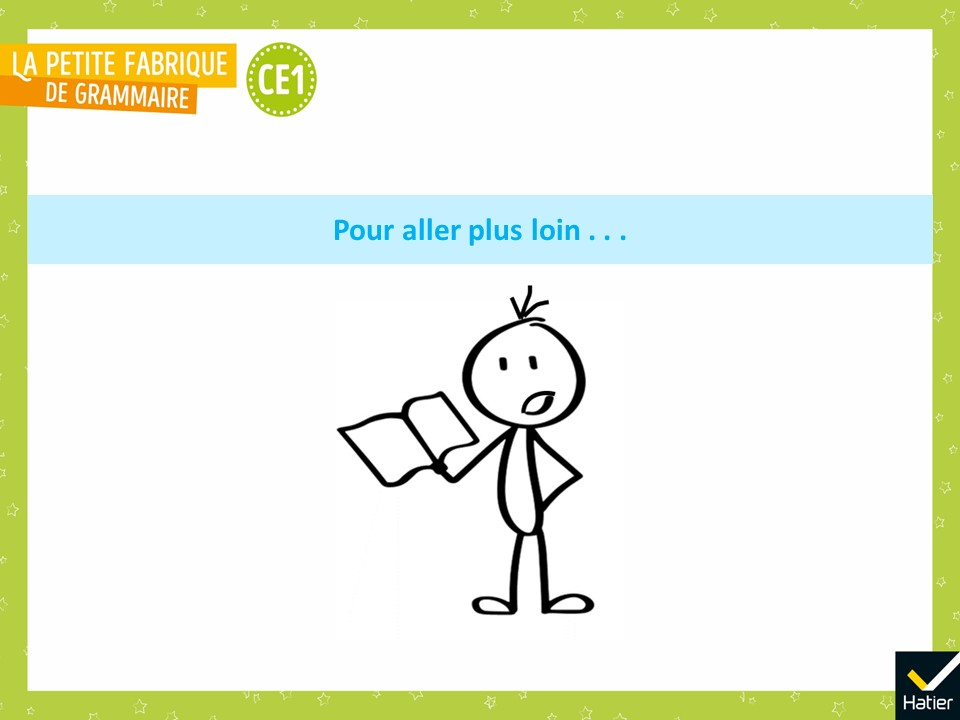 LA PETITE FABRIQUE
DE GRAMMAIRE
CE1
Pour aller plus loin . . .
Hatier